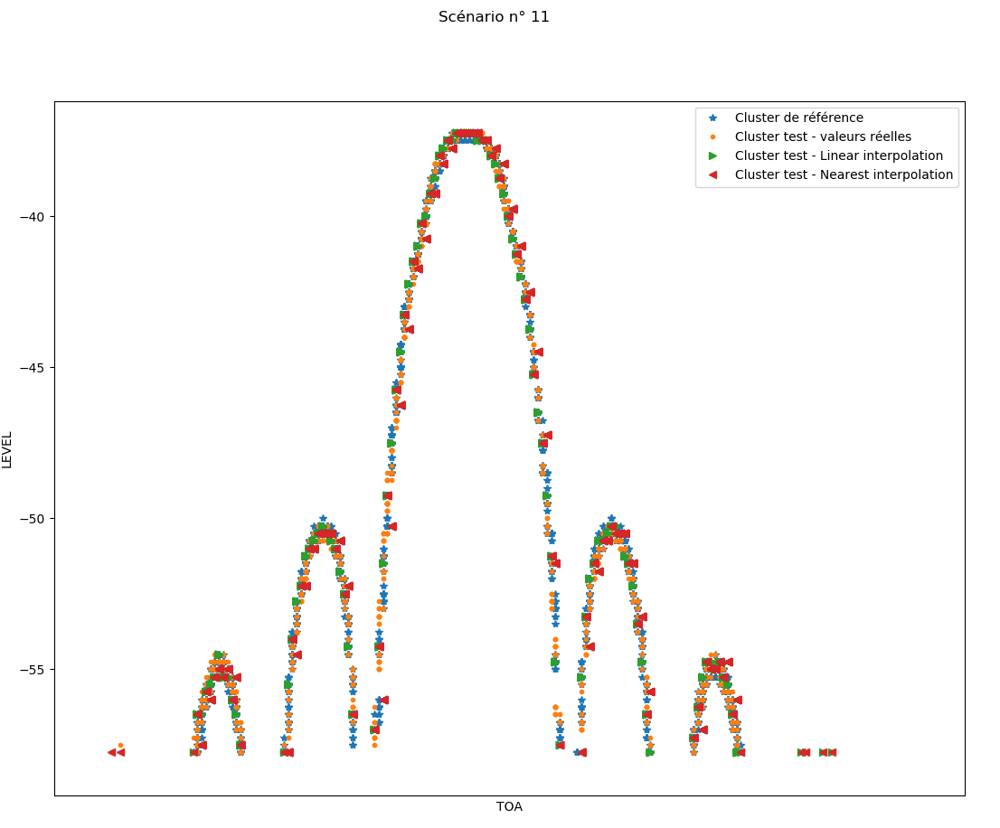 Scénario n° 11
Cluster de référence
Cluster test - valeurs réelles
Cluster test - Linear interpolation
Cluster test - Nearest interpolation
−40
−45
−50
−55
LEVEL
TOA